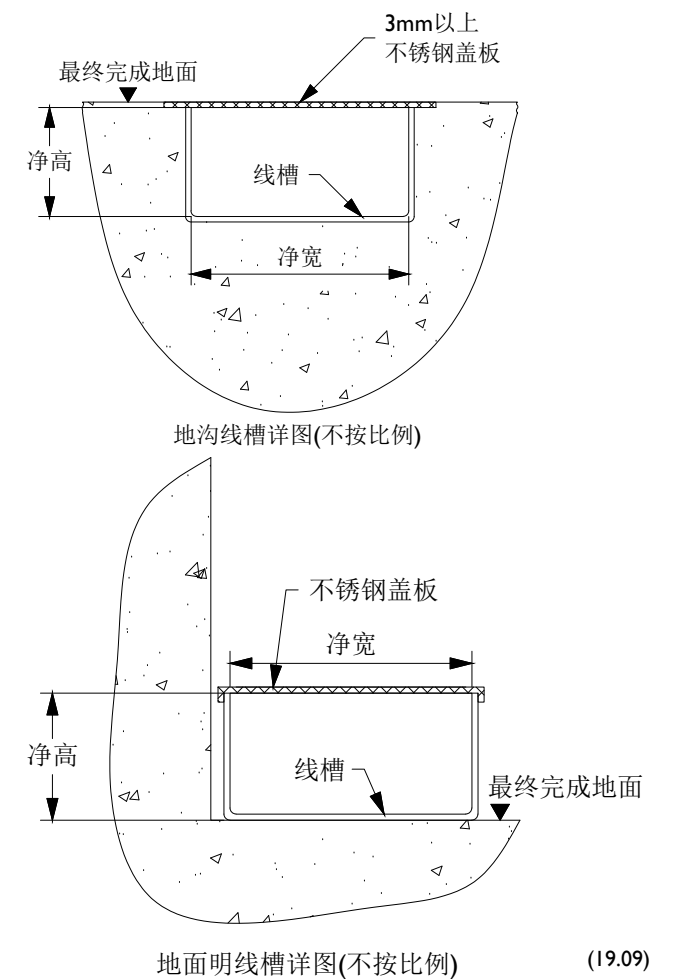 3mm以上
不锈钢盖板
最终完成地面
净高
线槽
净宽
地沟线槽详图(不按比例)
不锈钢盖板
净宽
净高
线槽
最终完成地面
地面明线槽详图(不按比例)
(19.09)